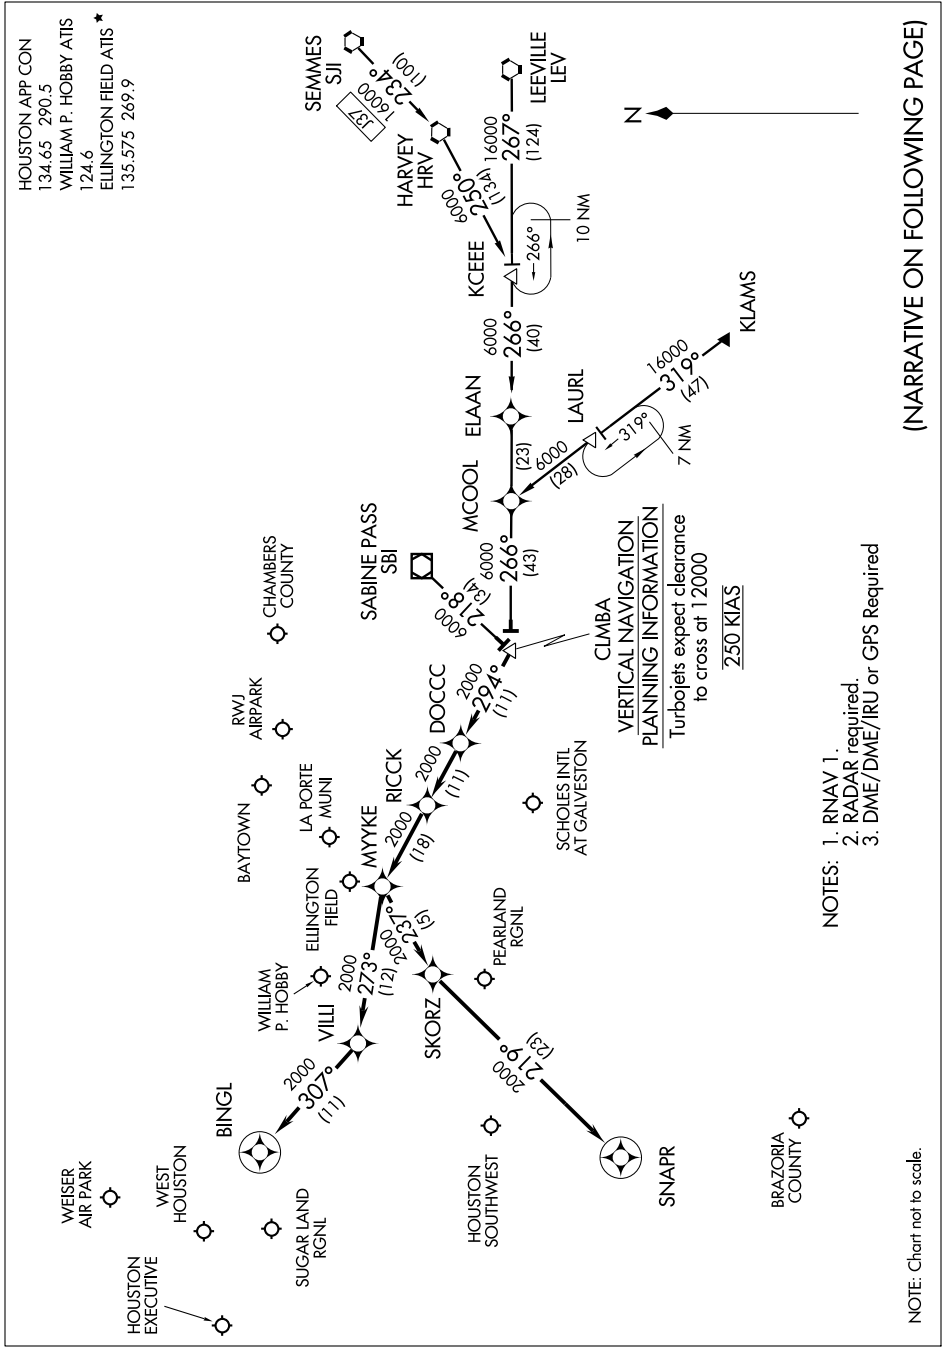 HOUSTON APP CON
134.65 290.5
WILLIAM P. HOBBY ATIS
124.6
ELLINGTON FIELD ATIS ★
135.575 269.9
SEMMES
SJI
234°
(100)
16000
J37
HARVEY
HRV
6000
250°
(134)
LEEVILLE
LEV
16000
267°
(124)
N
KCEEE
266°
10 NM
6000
266°
(40)
ELAAN
(23)
LAURL
319°
7 NM
16000
319°
(47)
KLAMS
6000
(28)
MCOOL
6000
266°
(43)
SABINE PASS
SBI
6000
218°
(34)
CLMBA
VERTICAL NAVIGATION
PLANNING INFORMATION
Turbojets expect clearance
to cross at 12000
250 KIAS
CHAMBERS
COUNTY
RWJ
AIRPARK
BAYTOWN
LA PORTE
MUNI
2000
294°
(11)
DOCCC
2000
(11)
RICCK
2000
(18)
MYYKE
SCHOLES INTL
AT GALVESTON
ELLINGTON
FIELD
WILLIAM
P. HOBBY
2000
273°
(12)
2000
237°
(5)
PEARLAND
RGNL
VILLI
SKORZ
2000
307°
(11)
BINGL
2000
219°
(23)
SNAPR
WEISER
AIR PARK
WEST
HOUSTON
SUGAR LAND
RGNL
HOUSTON
EXECUTIVE
HOUSTON
SOUTHWEST
BRAZORIA
COUNTY
NOTES: 1. RNAV 1.
2. RADAR required.
3. DME/DME/IRU or GPS Required
(NARRATIVE ON FOLLOWING PAGE)
NOTE: Chart not to scale.